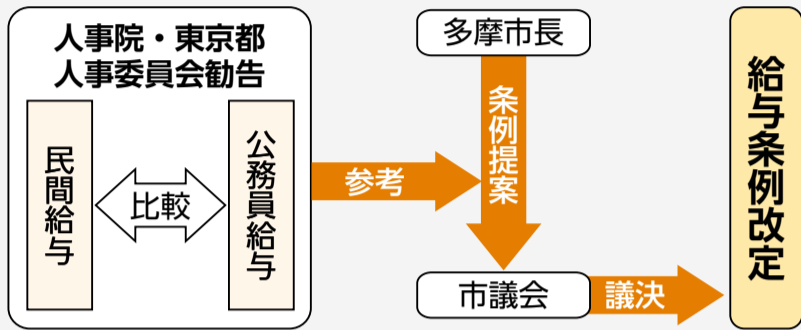 人事院・東京都
人事委員会勧告
民間給与
比較
公務員給与
参考
多摩市長
条例提案
市議会
議決
給与条例改定